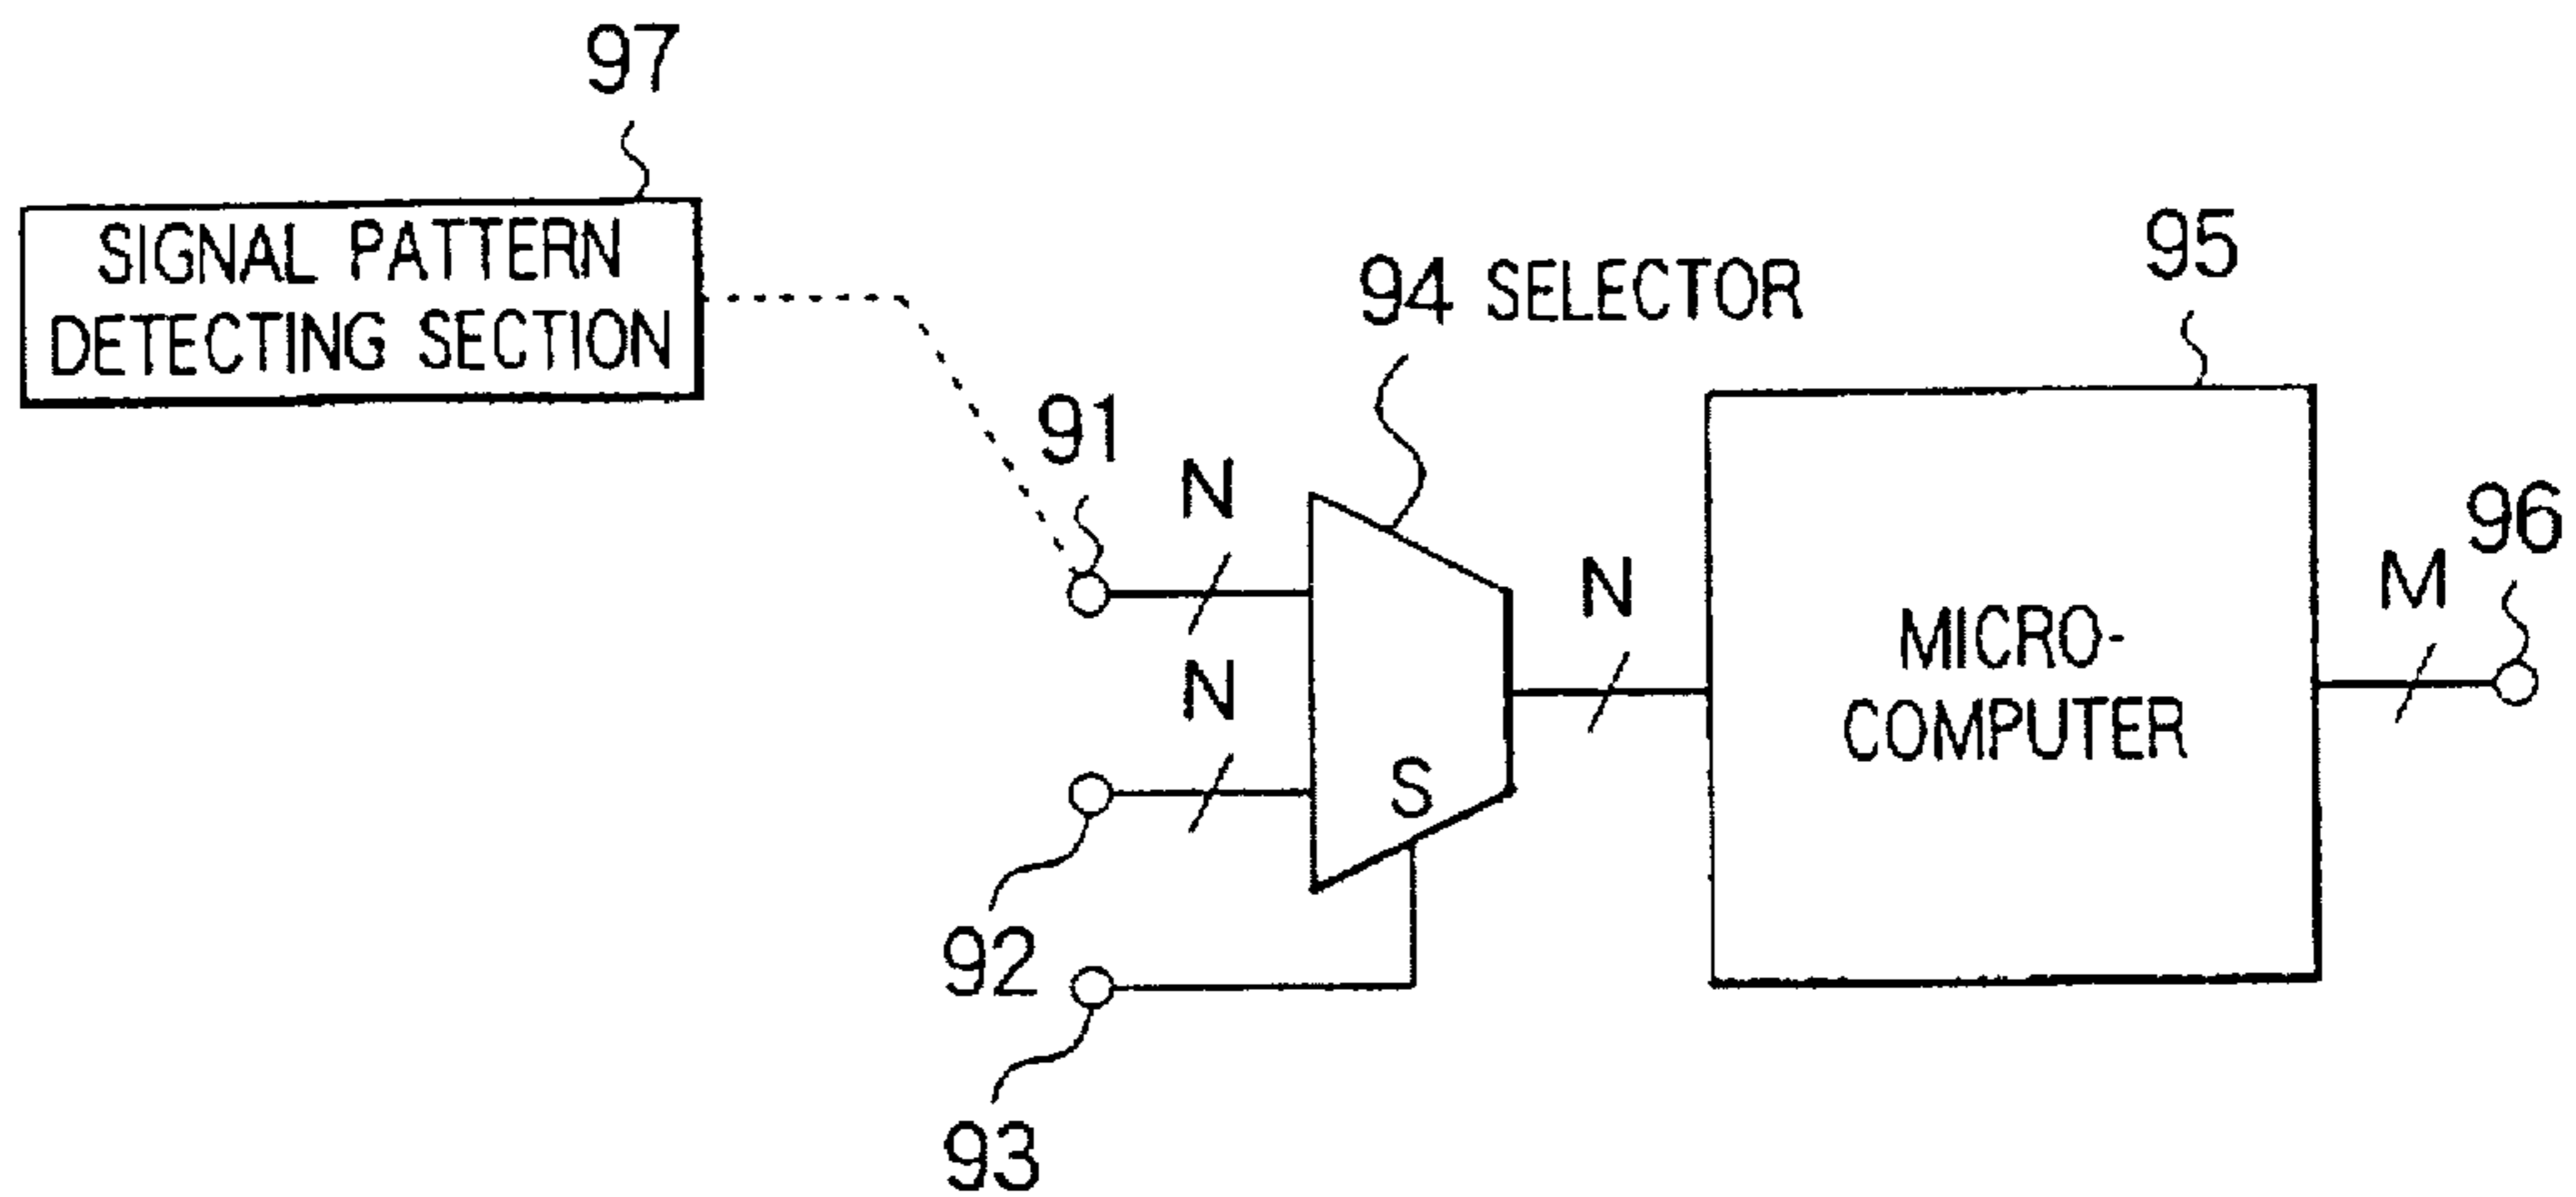 97
SIGNAL PATTERN
DETECTING SECTION
94 SELECTOR
95
91
N
N
96
M
N
MICRO-
COMPUTER
S
92
93